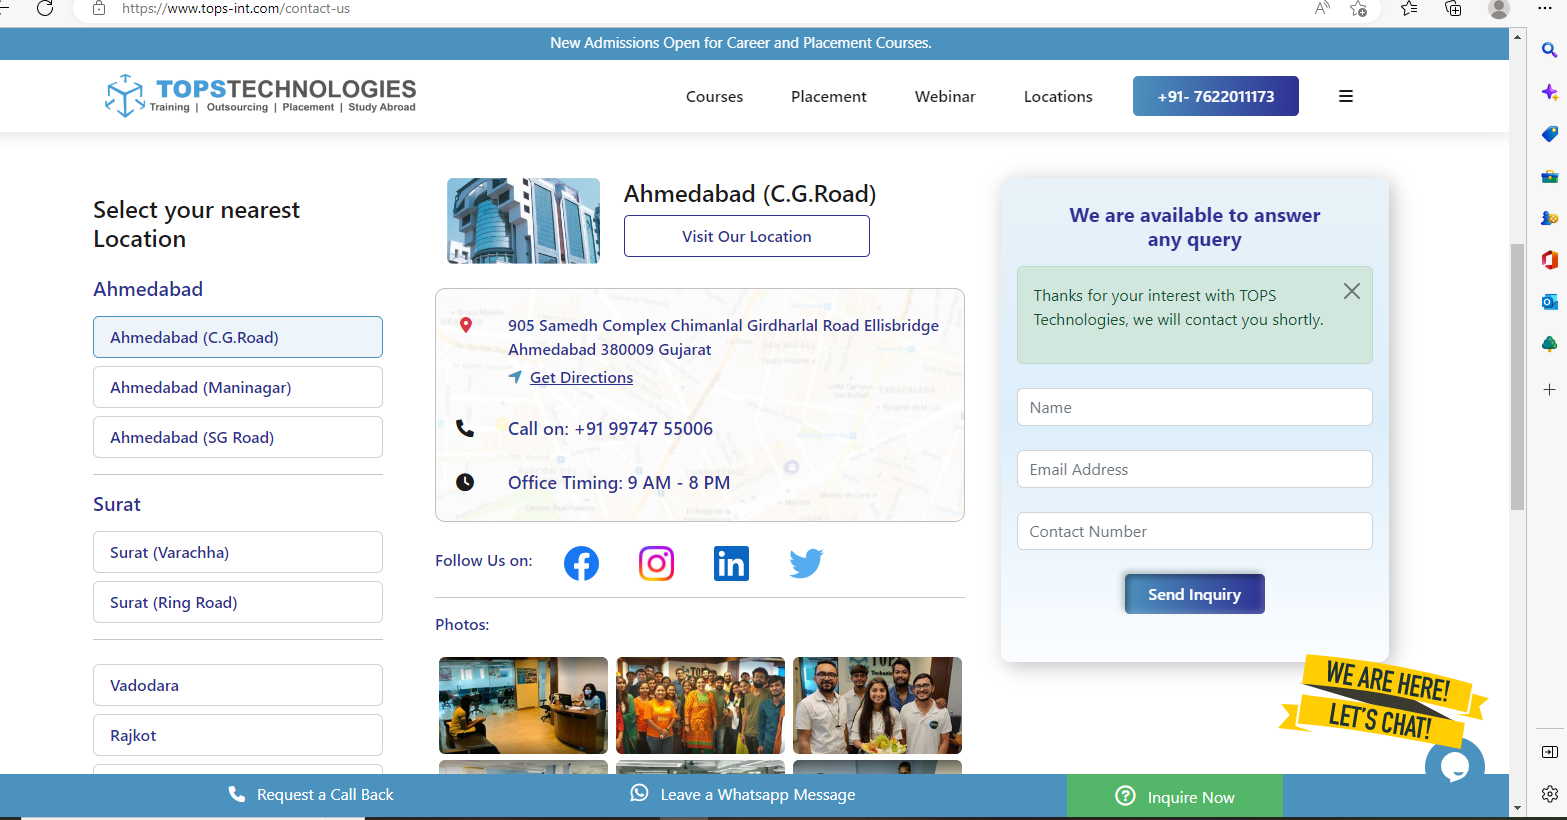 https://www.tops-int.com/contact-us
New Admissions Open for Career and Placement Courses.
TOPSTECHNOLOGIES
Training | Outsourcing | Placement | Study Abroad
Courses
Placement
Webinar
Locations
+91- 7622011173
Select your nearest
Location
Ahmedabad
Ahmedabad (C.G.Road)
Ahmedabad (Maninagar)
Ahmedabad (SG Road)
Surat
Surat (Varachha)
Surat (Ring Road)
Vadodara
Rajkot
Ahmedabad (C.G.Road)
Visit Our Location
905 Samedh Complex Chimanlal Girdharlal Road Ellisbridge
Ahmedabad 380009 Gujarat
Get Directions
Call on: +91 99747 55006
Office Timing: 9 AM - 8 PM
Follow Us on:
Photos:
We are available to answer
any query
Thanks for your interest with TOPS
Technologies, we will contact you shortly.
Name
Email Address
Contact Number
Send Inquiry
WE ARE HERE!
LET'S CHAT!
Request a Call Back
Leave a Whatsapp Message
Inquire Now